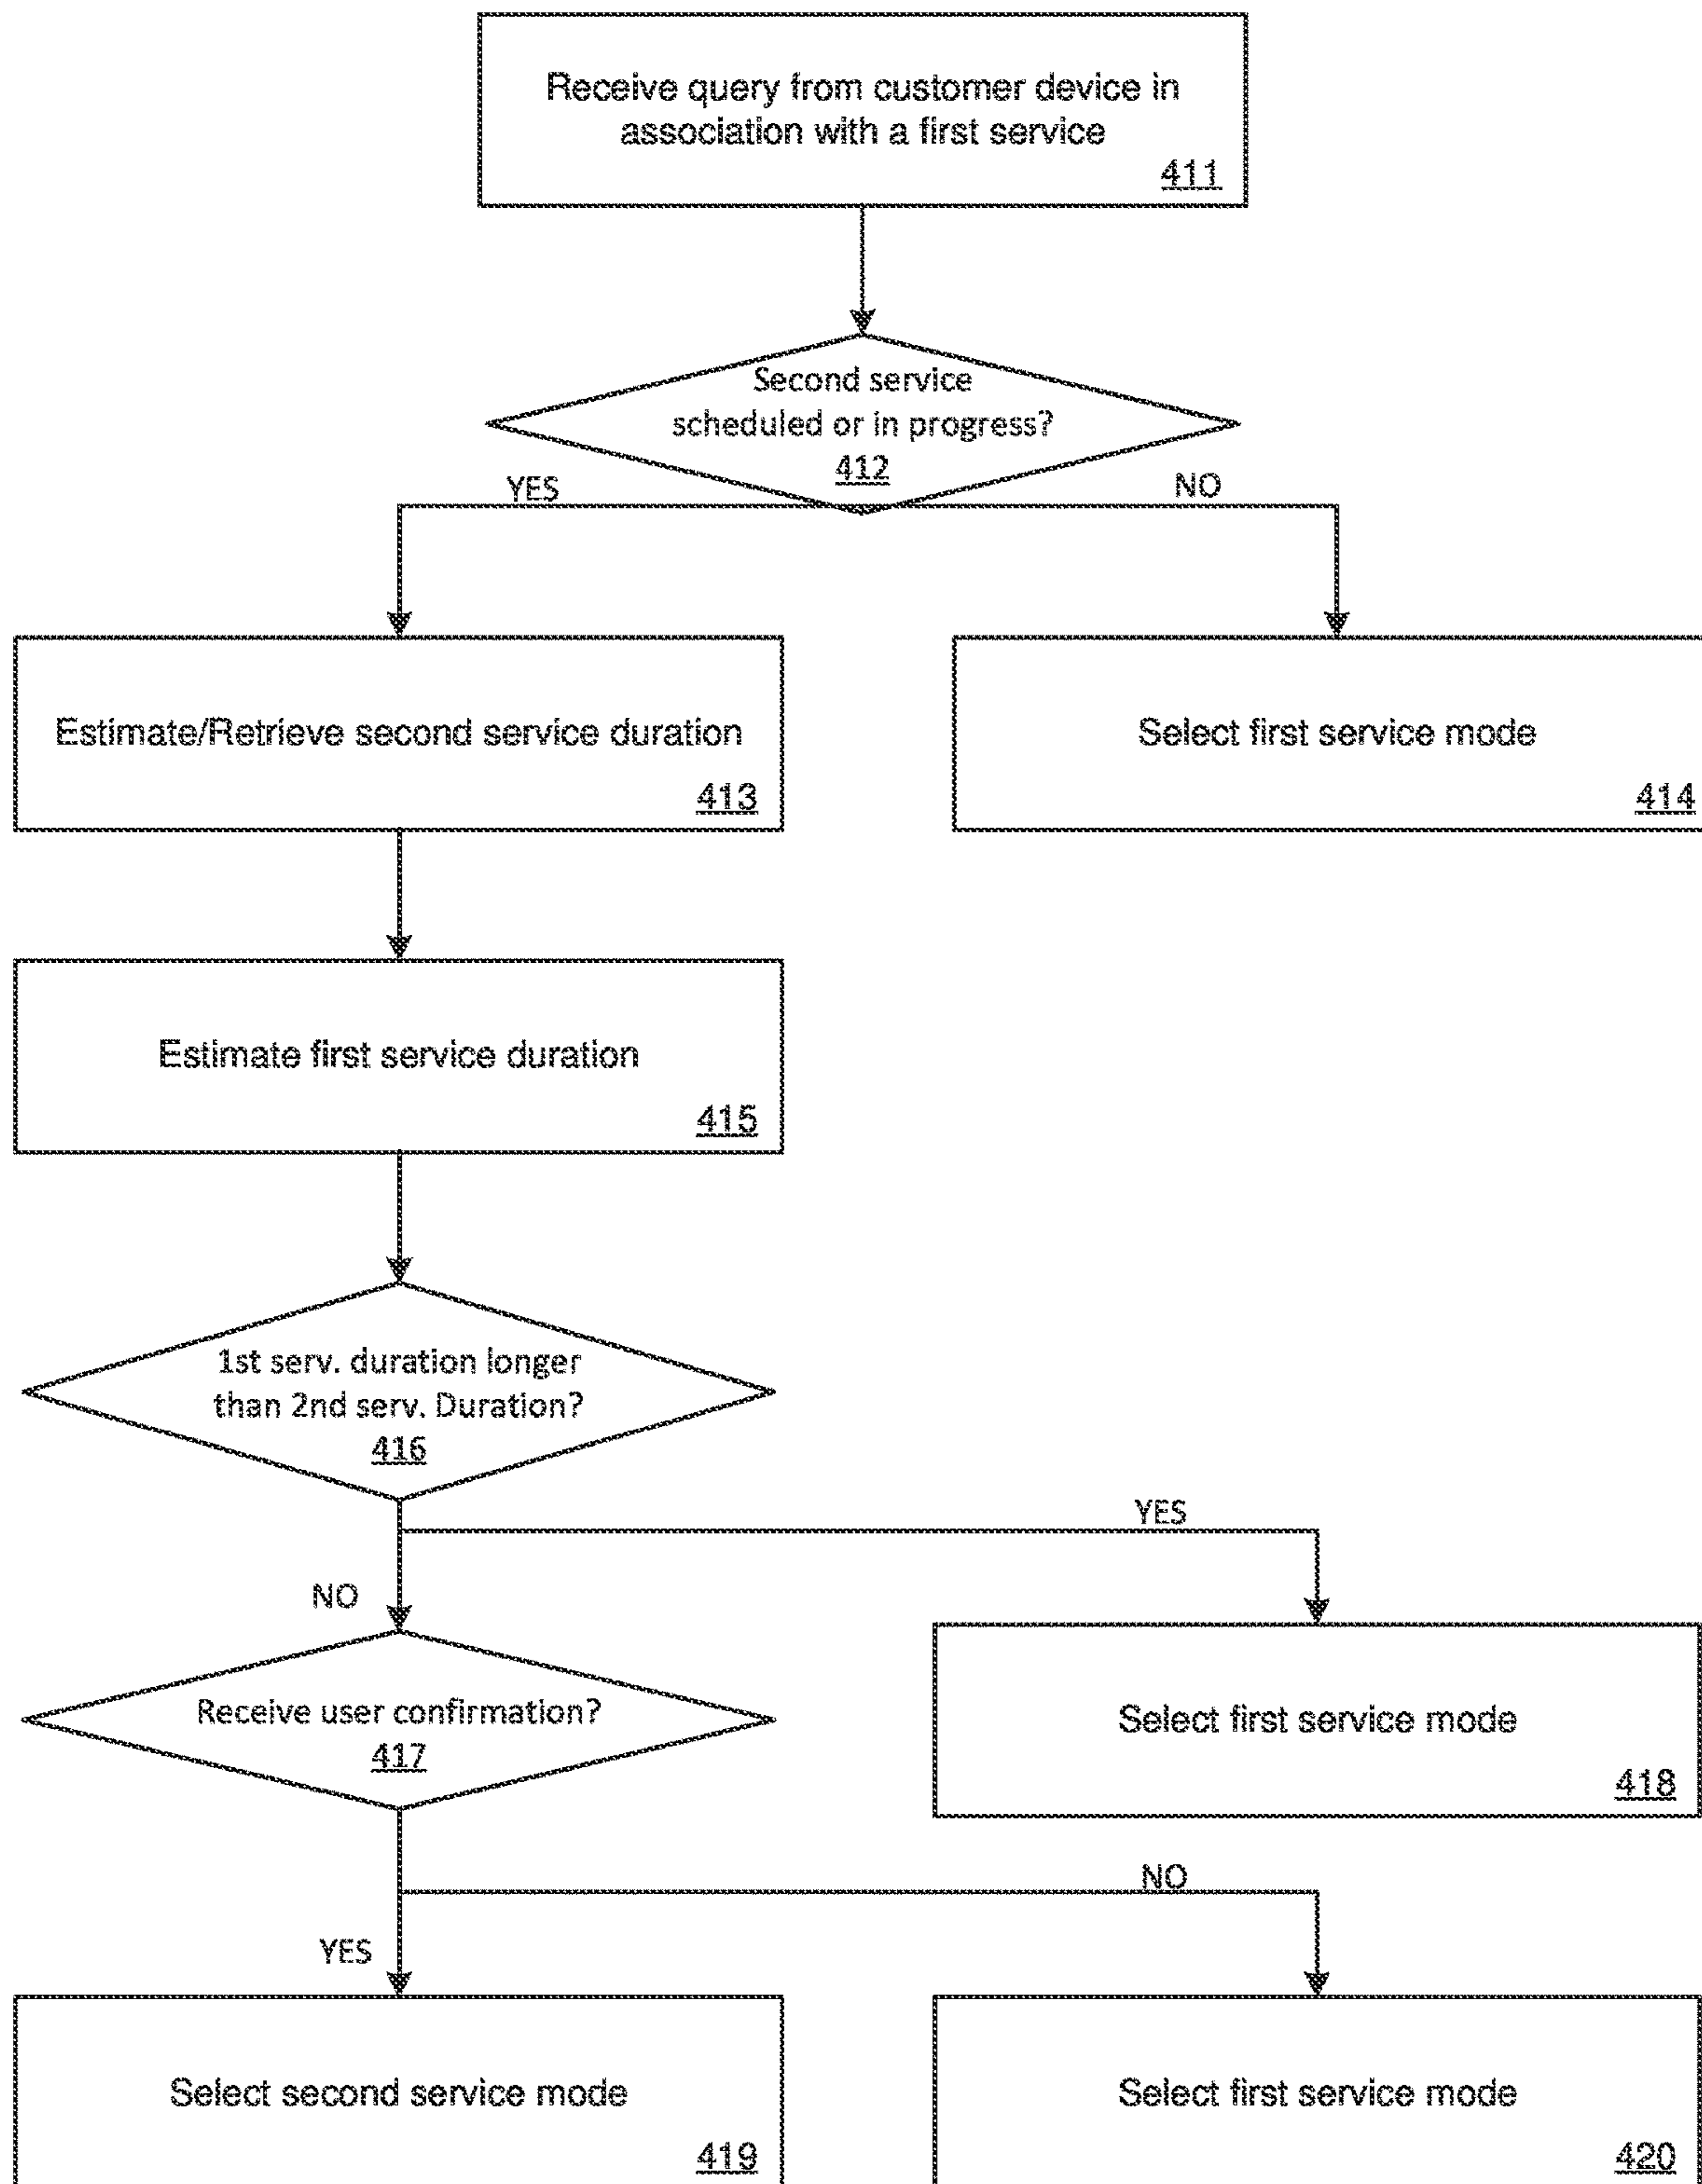 Receive query from customer device in
association with a first service
411
Second service
scheduled or in progress?
412
YES
NO
Estimate/Retrieve second service duration
413
Select first service mode
414
Estimate first service duration
415
1st serv. duration longer
than 2nd serv. Duration?
416
YES
NO
Receive user confirmation?
417
Select first service mode
418
NO
YES
Select second service mode
419
Select first service mode
420